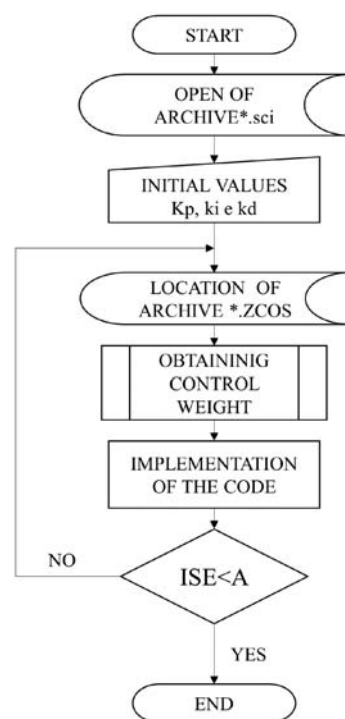 START
OPEN OF
ARCHIVE*.sci
INITIAL VALUES
Kp, ki e kd
LOCATION OF
ARCHIVE *.ZCOS
OBTAININIG
CONTROL
WEIGHT
IMPLEMENTATION
OF THE CODE
ISE<A
NO
YES
END